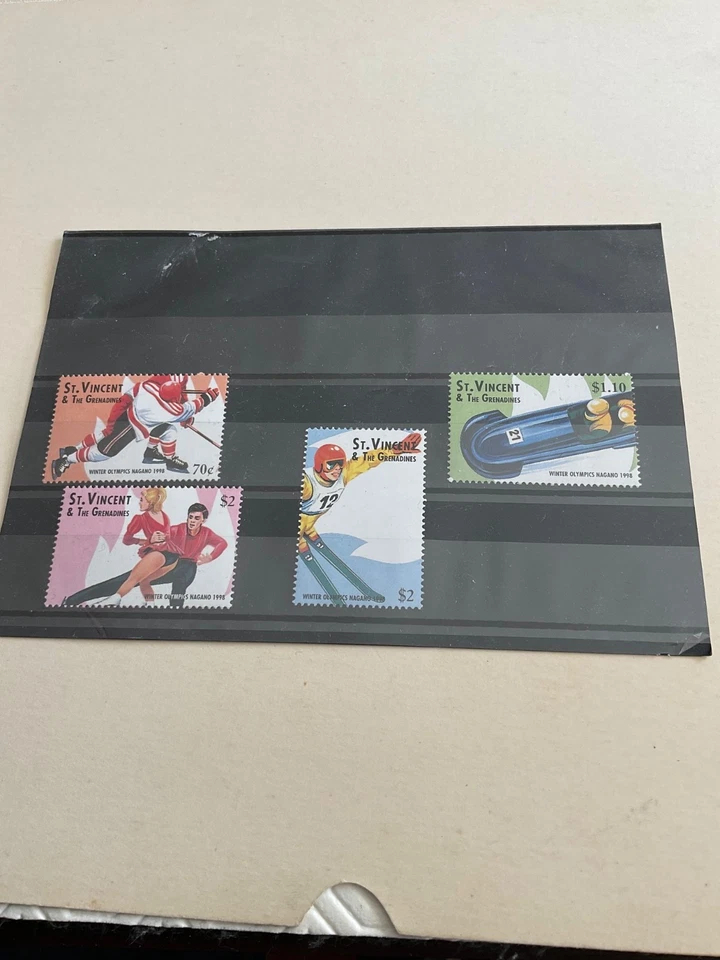 ST. VINCENT
& THE GRENADINES
WINTER OLYMPICS NAGANO 1998
70¢
ST. VINCENT
& THE GRENADINES
$2
WINTER OLYMPICS NAGANO 1998
ST. VINCENT
& THE GRENADINES
12
WINTER OLYMPICS NAGANO 1998
$2
ST. VINCENT
& THE GRENADINES
$1.10
21
WINTER OLYMPICS NAGANO 1998